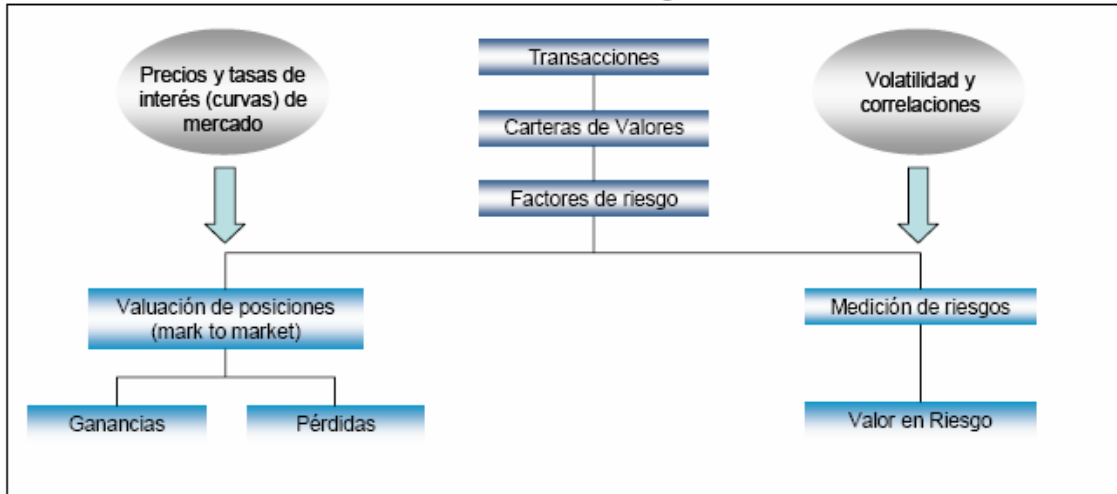 Precios y tasas de
interés (curvas) de
mercado
Transacciones
Volatilidad y
correlaciones
Carteras de Valores
Factores de riesgo
Valuación de posiciones
(mark to market)
Medición de riesgos
Ganancias
Pérdidas
Valor en Riesgo